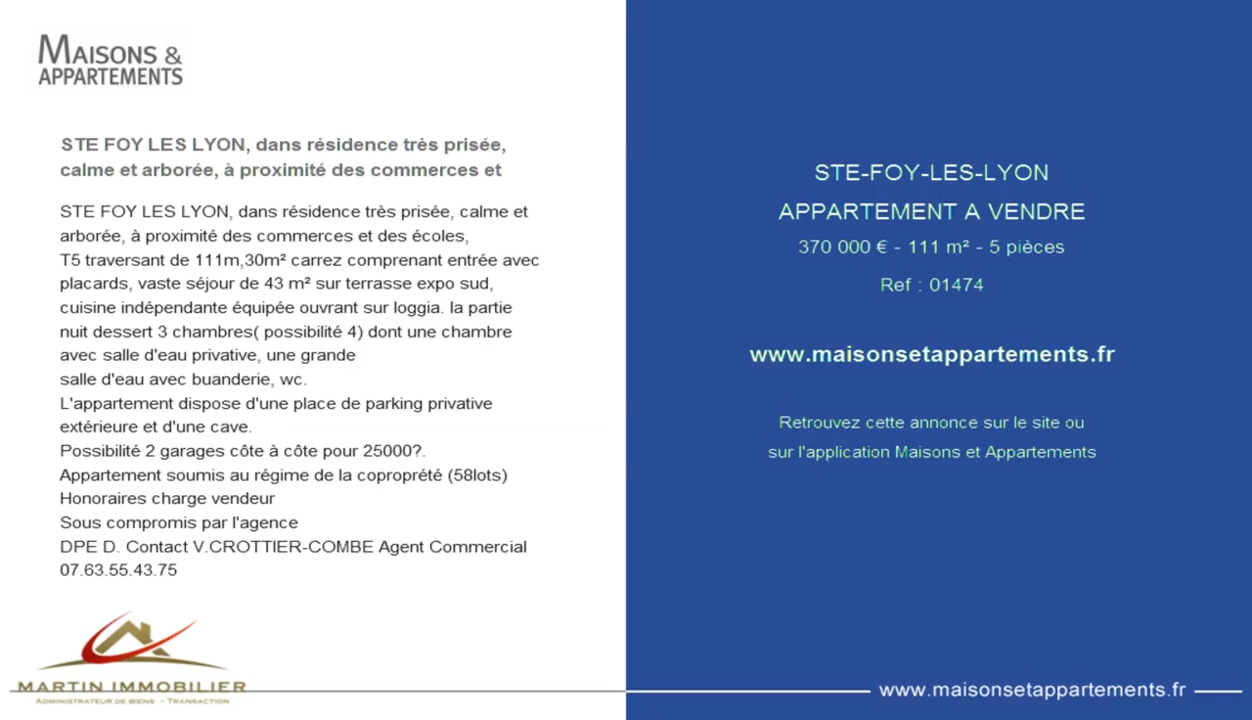 MAISONS &
APPARTEMENTS
STE FOY LES LYON, dans résidence très prisée,
calme et arborée, à proximité des commerces et
STE FOY LES LYON, dans résidence très prisée, calme et
arborée, à proximité des commerces et des écoles,
T5 traversant de 111m,30m² carrez comprenant entrée avec
placards, vaste séjour de 43 m² sur terrasse expo sud,
cuisine indépendante équipée ouvrant sur loggia. la partie
nuit dessert 3 chambres( possibilité 4) dont une chambre
avec salle d'eau privative, une grande
salle d'eau avec buanderie, wc.
L'appartement dispose d'une place de parking privative
extérieure et d'une cave.
Possibilité 2 garages côte à côte pour 25000?.
Appartement soumis au régime de la coproprété (58lots)
Honoraires charge vendeur
Sous compromis par l'agence
DPE D. Contact V.CROTTIER-COMBE Agent Commercial
07.63.55.43.75
MARTIN IMMOBILIER
ADMINISTRATEUR DE BIENS - TRANSACTION
STE-FOY-LES-LYON
APPARTEMENT A VENDRE
370 000 € - 111 m² - 5 pièces
Ref : 01474
www.maisonsetappartements.fr
Retrouvez cette annonce sur le site ou
sur l'application Maisons et Appartements
www.maisonsetappartements.fr